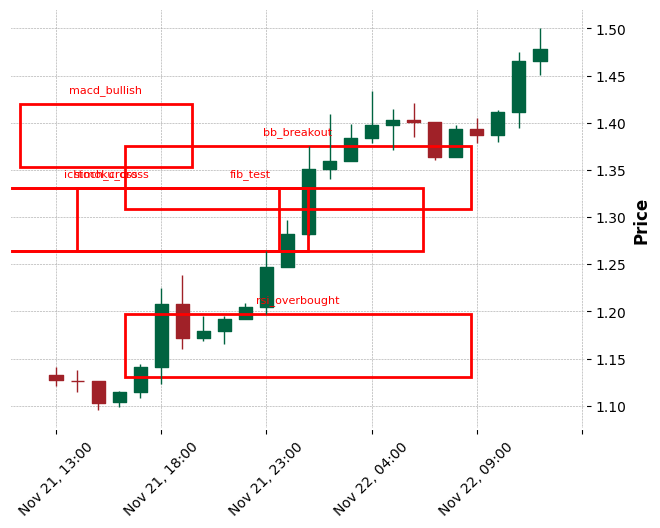 macd_bullish
bb_breakout
stoch_cross
fib_test
rsi_overbought
1.50
1.45
1.40
1.35
1.30
1.25
1.20
1.15
1.10
Price
Nov 21, 13:00
Nov 21, 18:00
Nov 21, 23:00
Nov 22, 04:00
Nov 22, 09:00